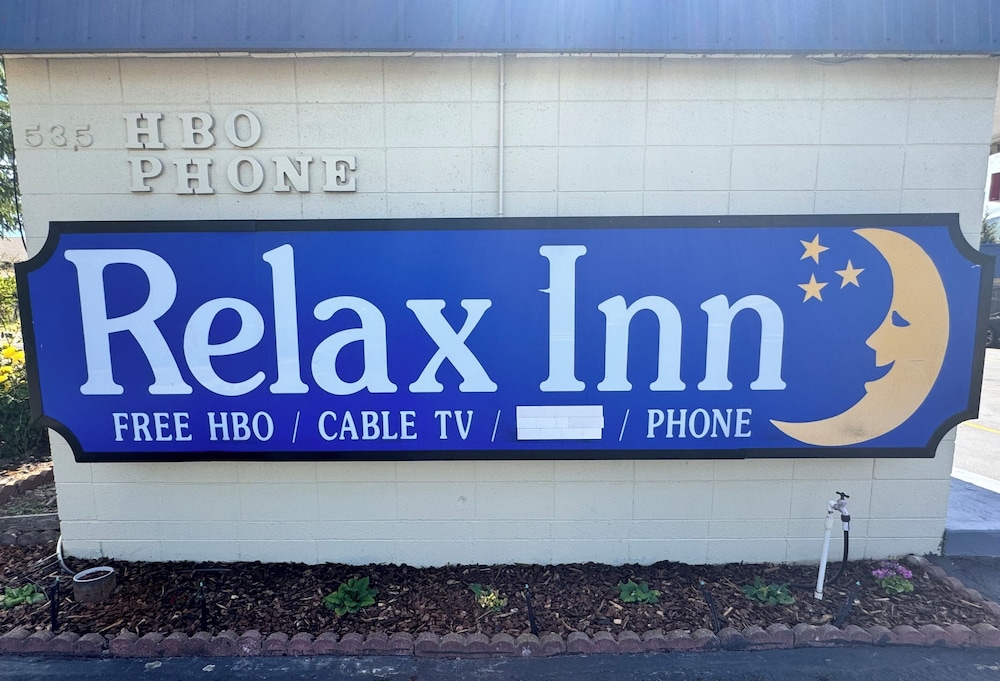 535 HBO
PHONE
Relax Inn
FREE HBO / CABLE TV / / PHONE